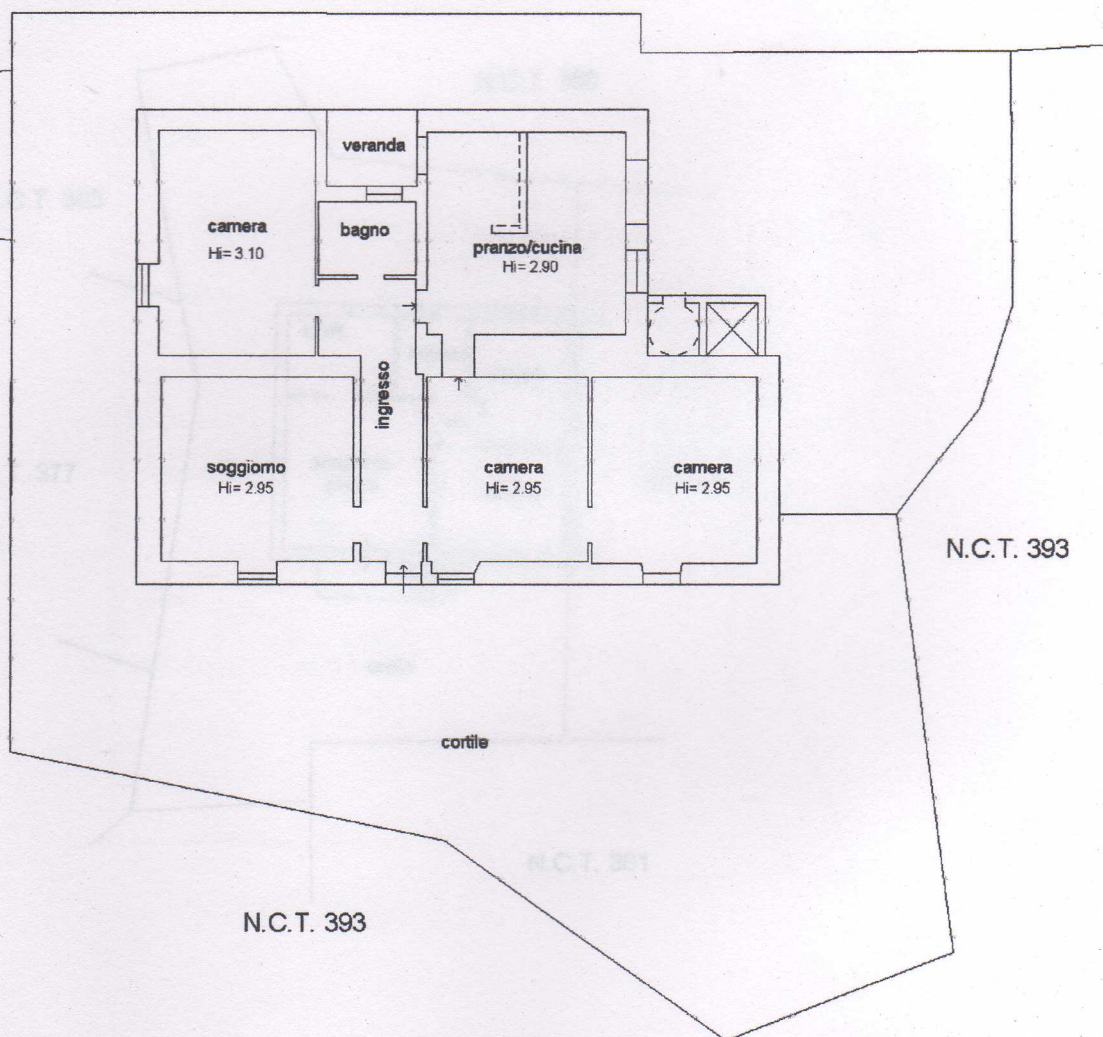 veranda
camera
Hi= 3.10
bagno
pranzo/cucina
Hi= 2.90
ingresso
soggiorno
Hi= 2.95
camera
Hi= 2.95
camera
Hi= 2.95
N.C.T. 393
cortile
N.C.T. 393